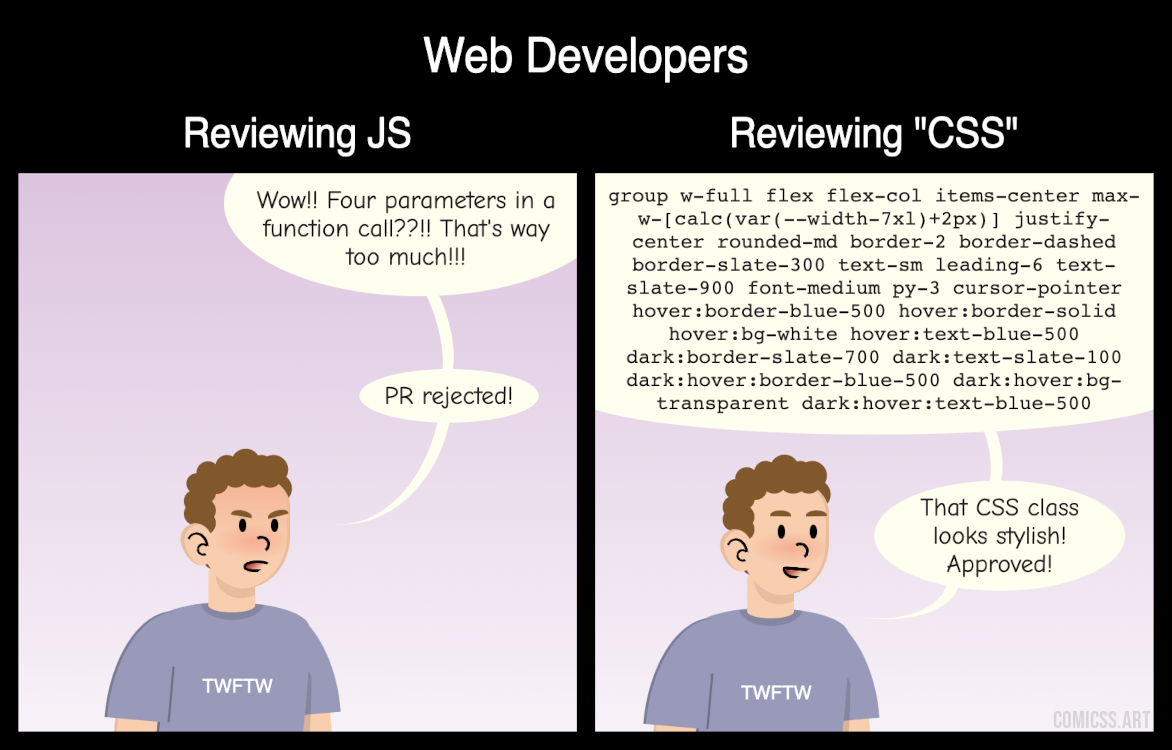 Web Developers
Reviewing JS
Wow!! Four parameters in a
function call??!! That's way
too much!!!
PR rejected!
TWFTW
Reviewing "CSS"
group w-full flex flex-col items-center max-
w-[calc(var(--width-7xl)+2px)] justify-
center rounded-md border-2 border-dashed
border-slate-300 text-sm leading-6 text-
slate-900 font-medium py-3 cursor-pointer
hover:border-blue-500 hover:border-solid
hover:bg-white hover:text-blue-500
dark:border-slate-700 dark:text-slate-100
dark:hover:border-blue-500 dark:hover:bg-
transparent dark:hover:text-blue-500
That CSS class
looks stylish!
Approved!
TWFTW
COMICSS.ART